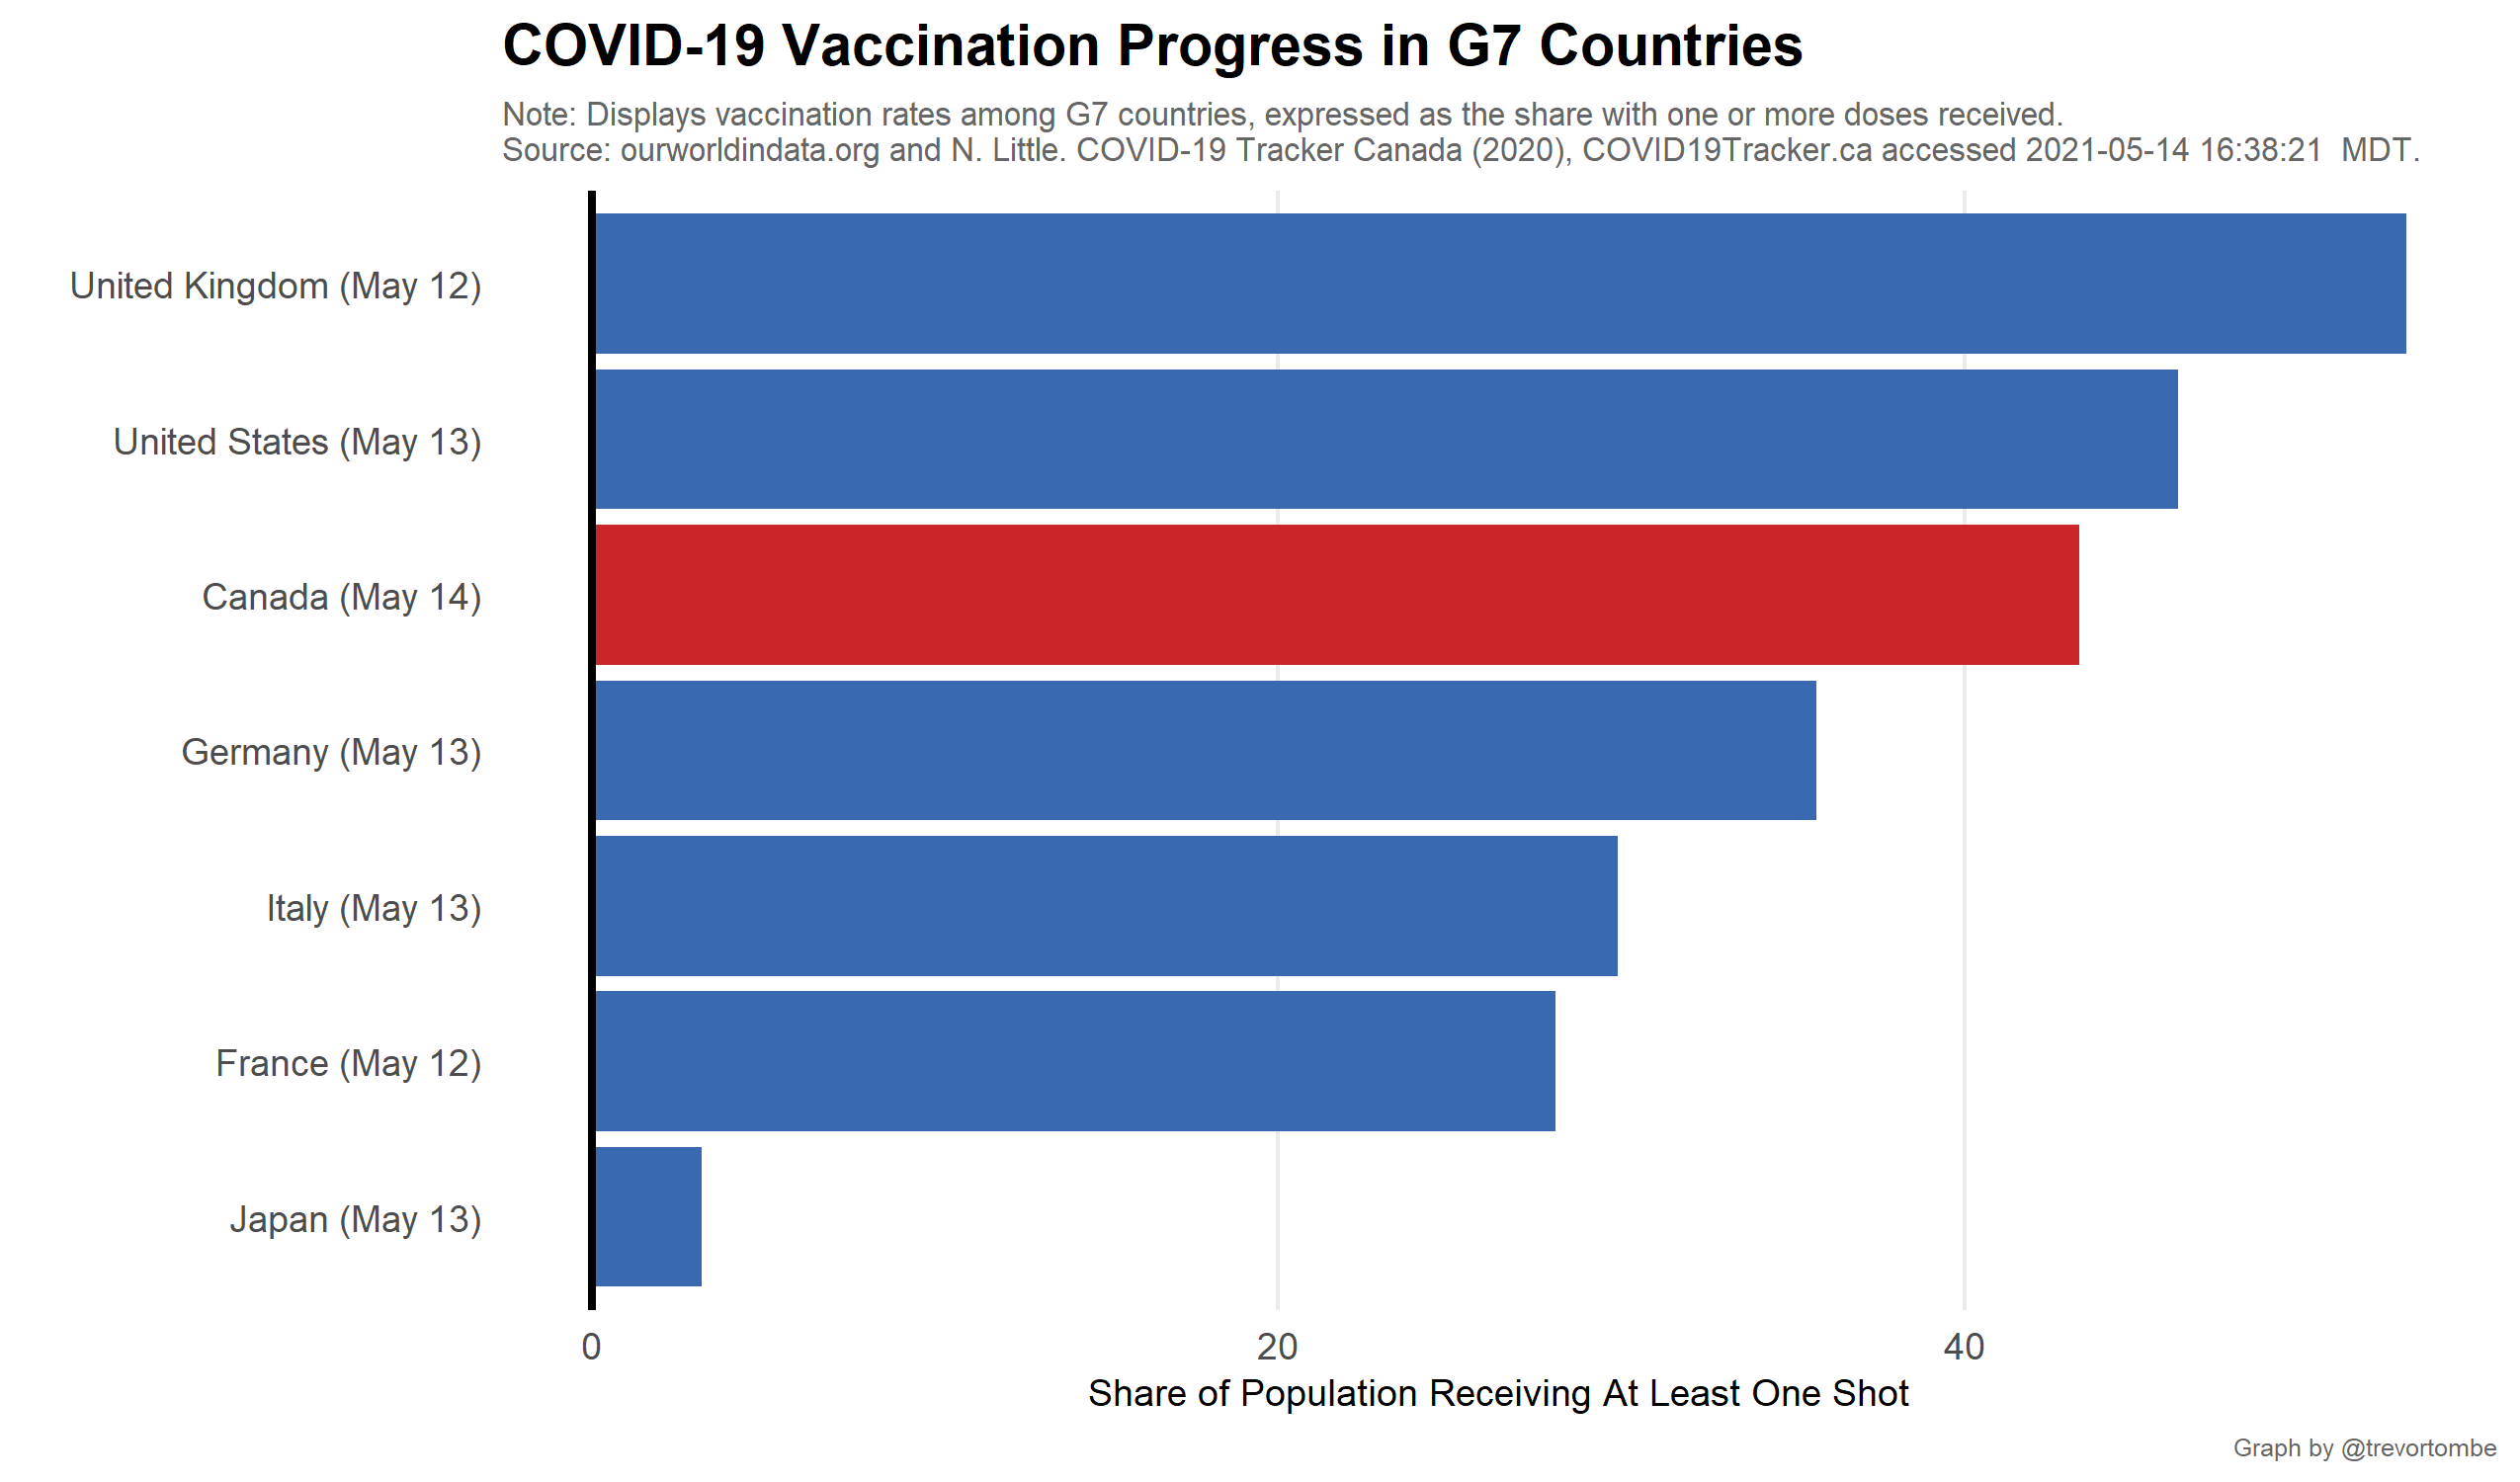 COVID-19 Vaccination Progress in G7 Countries
Note: Displays vaccination rates among G7 countries, expressed as the share with one or more doses received.
Source: ourworldindata.org and N. Little. COVID-19 Tracker Canada (2020), COVID19Tracker.ca accessed 2021-05-14 16:38:21  MDT.
United Kingdom (May 12)
United States (May 13)
Canada (May 14)
Germany (May 13)
Italy (May 13)
France (May 12)
Japan (May 13)
0 20 40
Share of Population Receiving At Least One Shot
Graph by @trevortombe